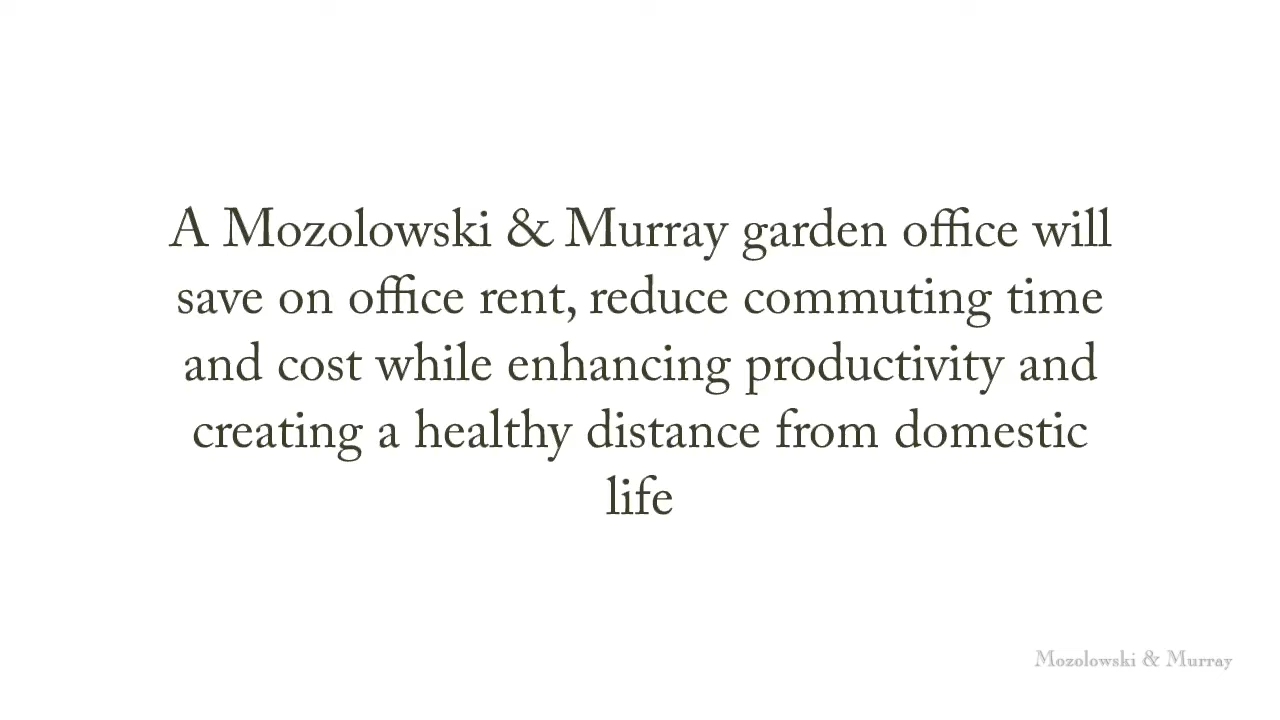 A Mozolowski & Murray garden office will
save on office rent, reduce commuting time
and cost while enhancing productivity and
creating a healthy distance from domestic
life
Mozolowski & Murray